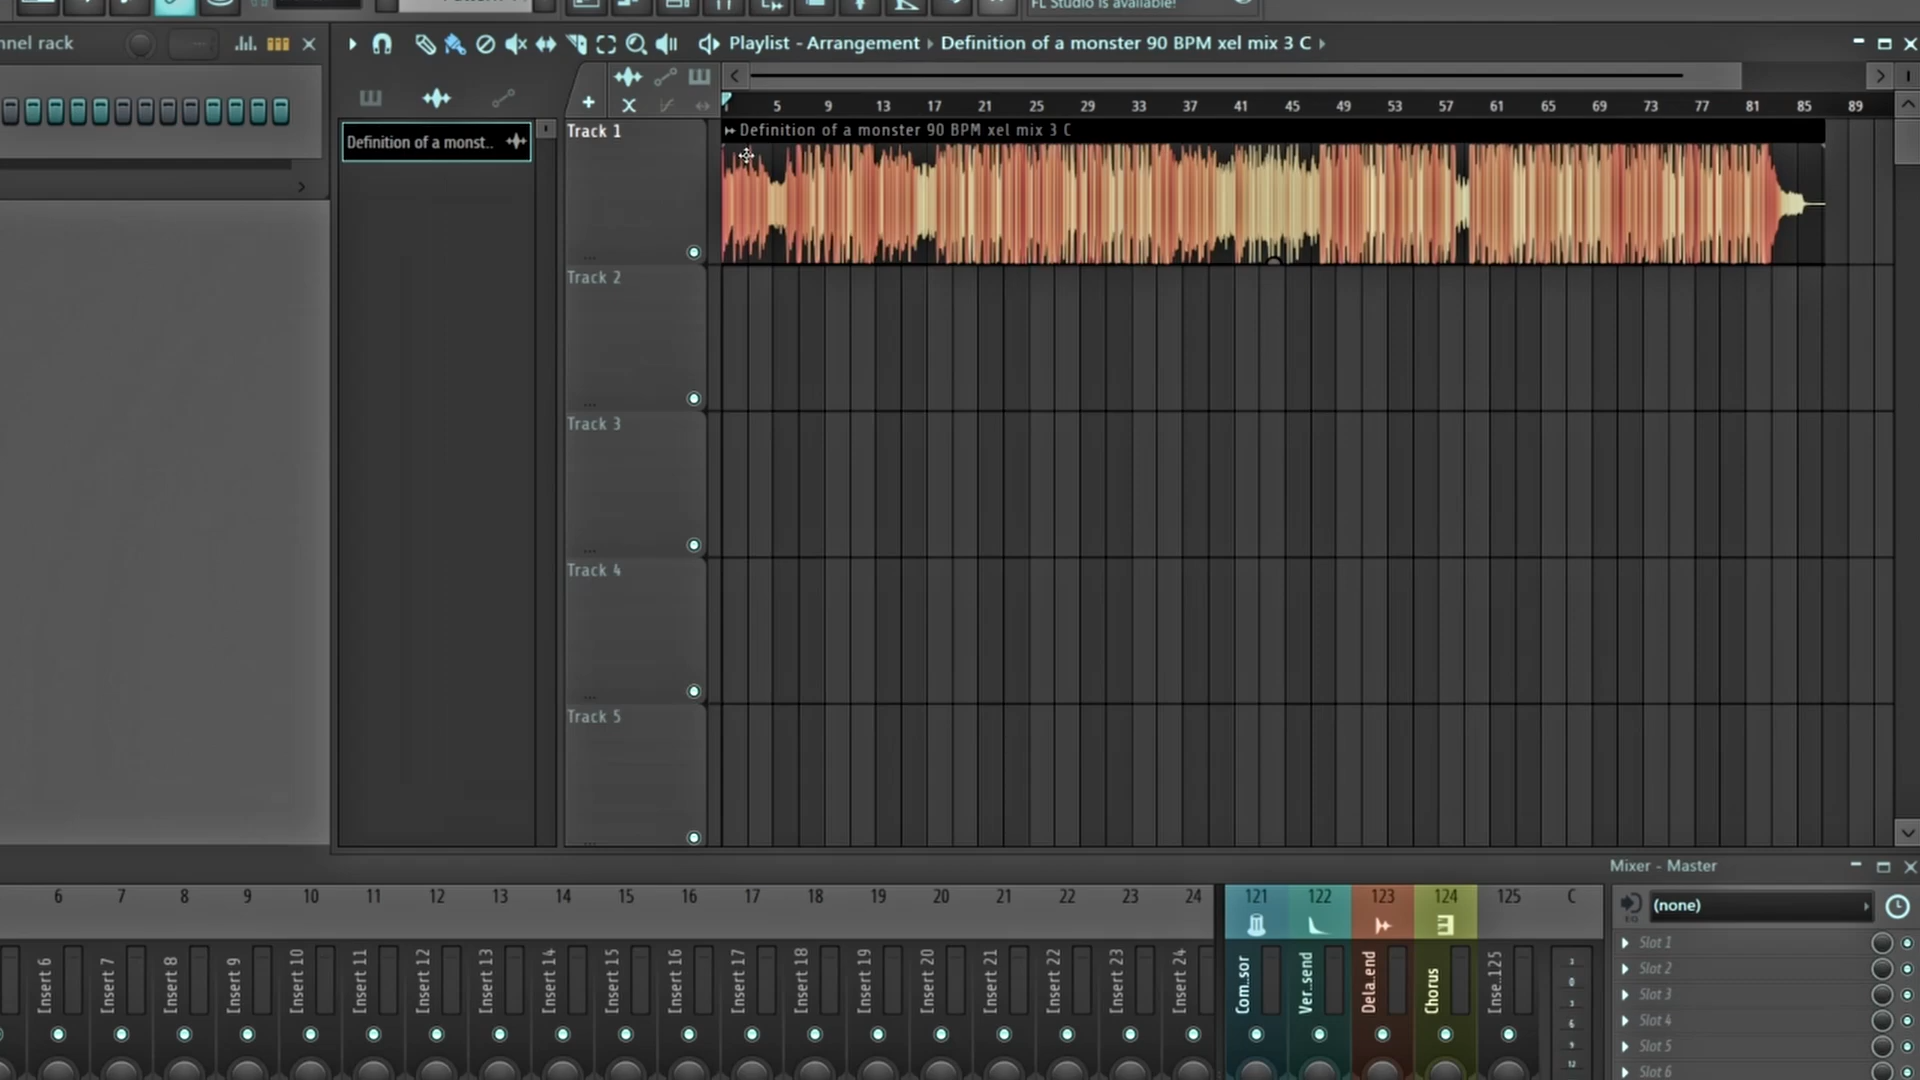 FL Studio is available!
nnel rack
Playlist - Arrangement › Definition of a monster 90 BPM xel mix 3 C ›
5 9 13 17 21 25 29 33 37 41 45 49 53 57 61 65 69 73 77 81 85 89
Definition of a monst..
Track 1
Definition of a monster 90 BPM xel mix 3 C
Track 2
Track 3
Track 4
Track 5
Mixer - Master
6 7 8 9 10 11 12 13 14 15 16 17 18 19 20 21 22 23 24 121 122 123 124 125 C
(none)
Insert 6
Insert 7
Insert 8
Insert 9
Insert 10
Insert 11
Insert 12
Insert 13
Insert 14
Insert 15
Insert 16
Insert 17
Insert 18
Insert 19
Insert 20
Insert 21
Insert 22
Insert 23
Insert 24
Com..sor
Ver..send
Dela..end
Chorus
Inse..125
3
0
3
6
9
12
Slot 1
Slot 2
Slot 3
Slot 4
Slot 5
Slot 6